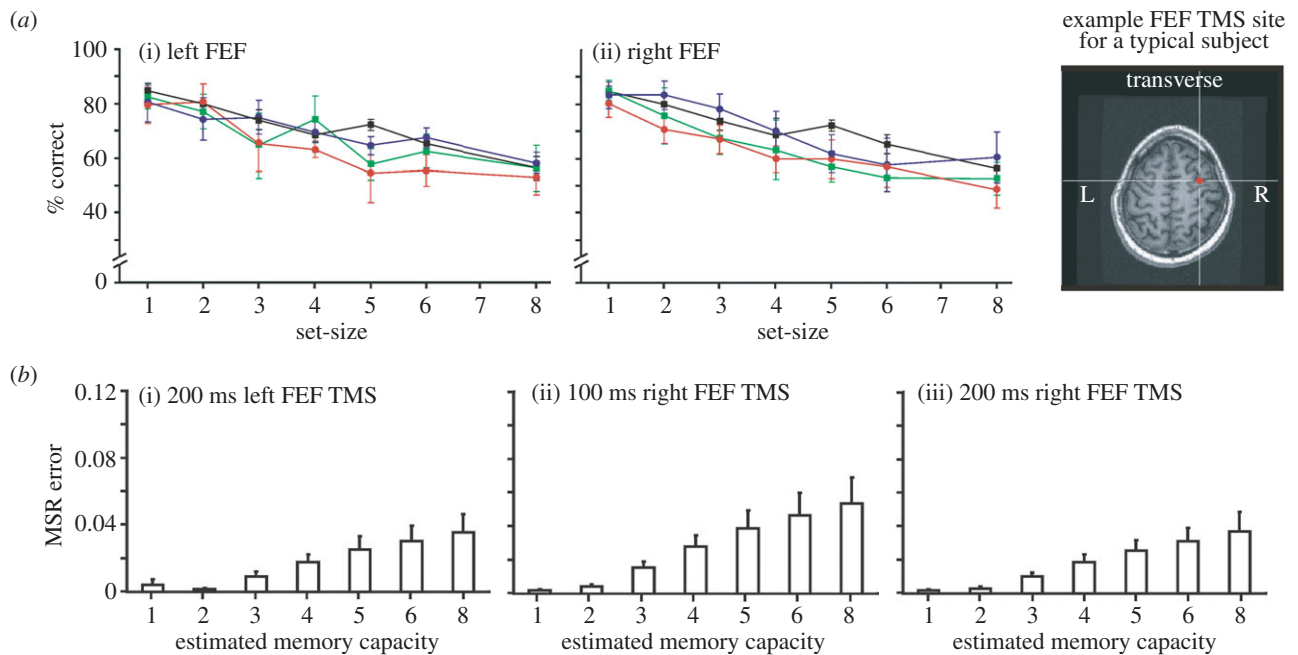 (a)
(i) left FEF
(ii) right FEF
example FEF TMS site
for a typical subject
transverse
L
R
% correct
100
80
60
40
0
1 2 3 4 5 6 7 8
set-size
1 2 3 4 5 6 7 8
set-size
(b)
(i) 200 ms left FEF TMS
(ii) 100 ms right FEF TMS
(iii) 200 ms right FEF TMS
MSR error
0.12
0.08
0.04
0
1 2 3 4 5 6 8
estimated memory capacity
1 2 3 4 5 6 8
estimated memory capacity
1 2 3 4 5 6 8
estimated memory capacity